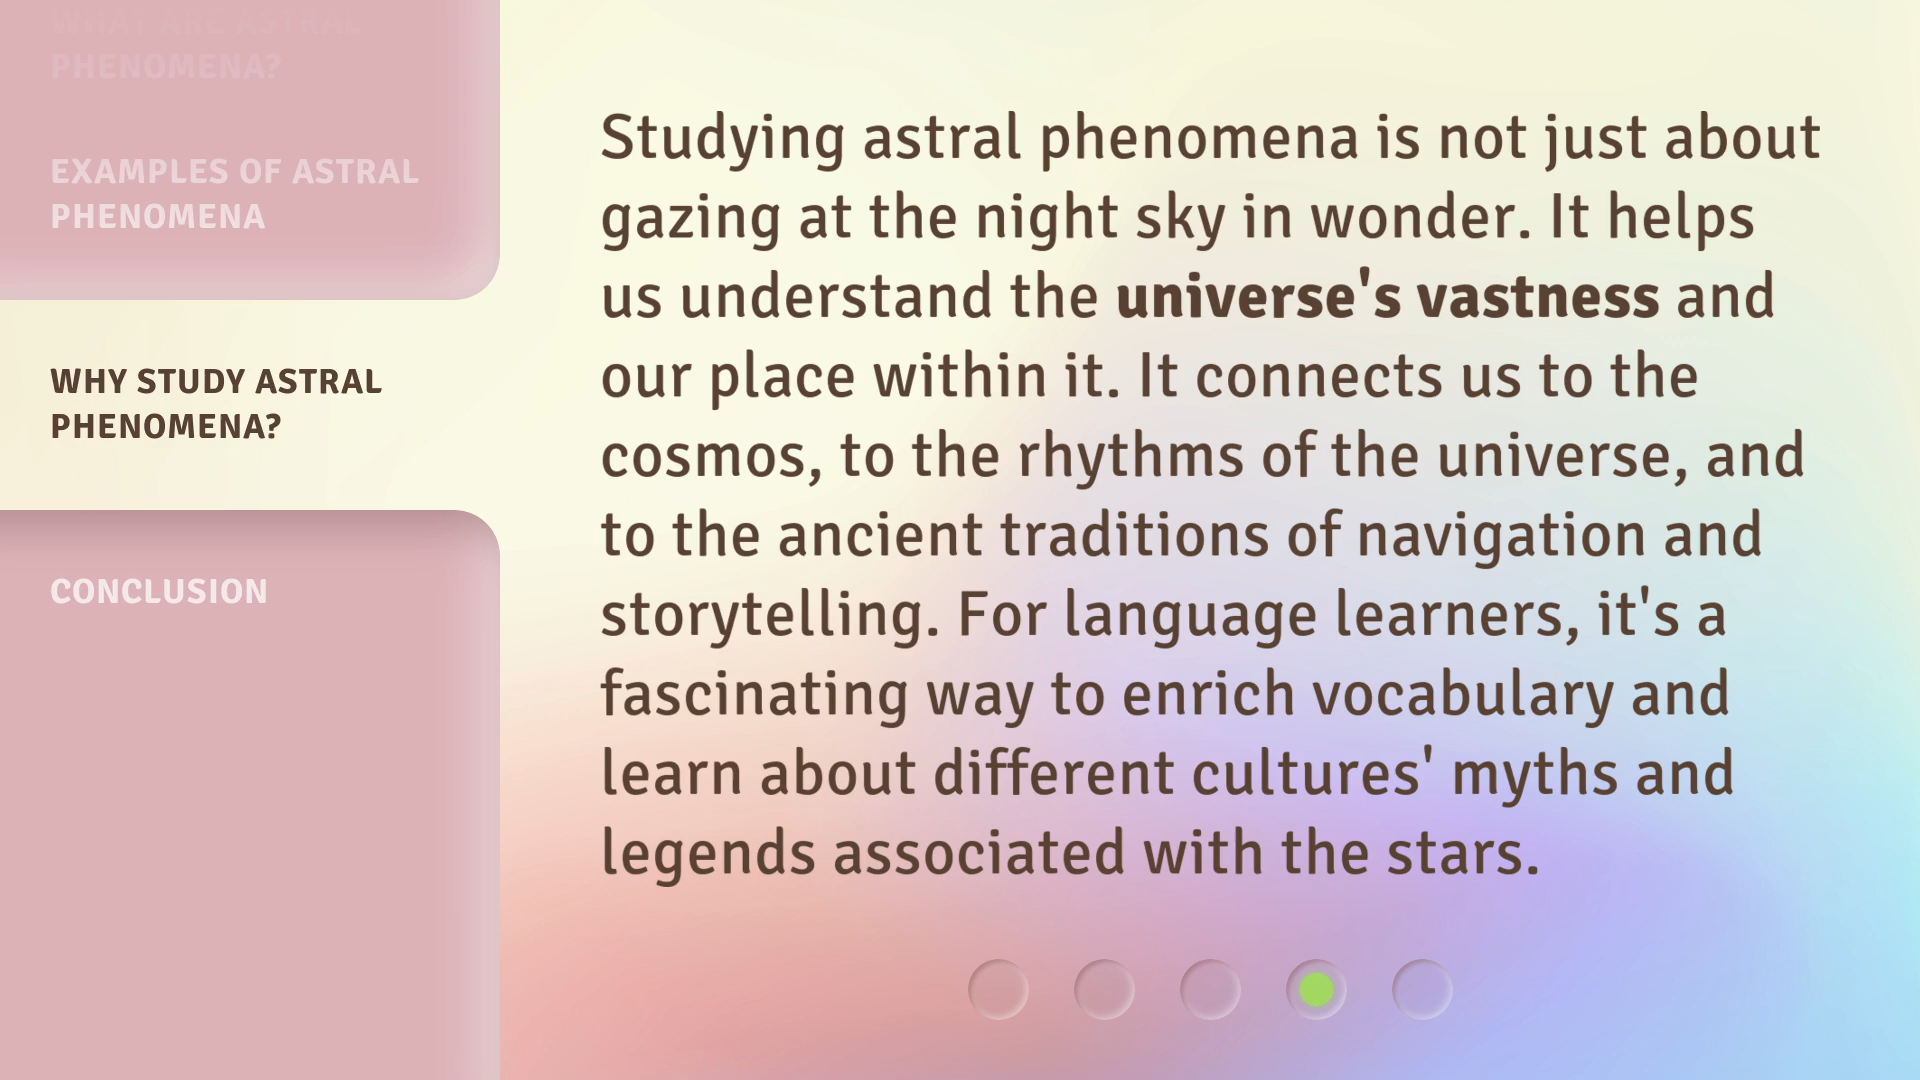 WHAT ARE ASTRAL
PHENOMENA?
EXAMPLES OF ASTRAL
PHENOMENA
WHY STUDY ASTRAL
PHENOMENA?
CONCLUSION
Studying astral phenomena is not just about
gazing at the night sky in wonder. It helps
us understand the universe's vastness and
our place within it. It connects us to the
cosmos, to the rhythms of the universe, and
to the ancient traditions of navigation and
storytelling. For language learners, it's a
fascinating way to enrich vocabulary and
learn about different cultures' myths and
legends associated with the stars.